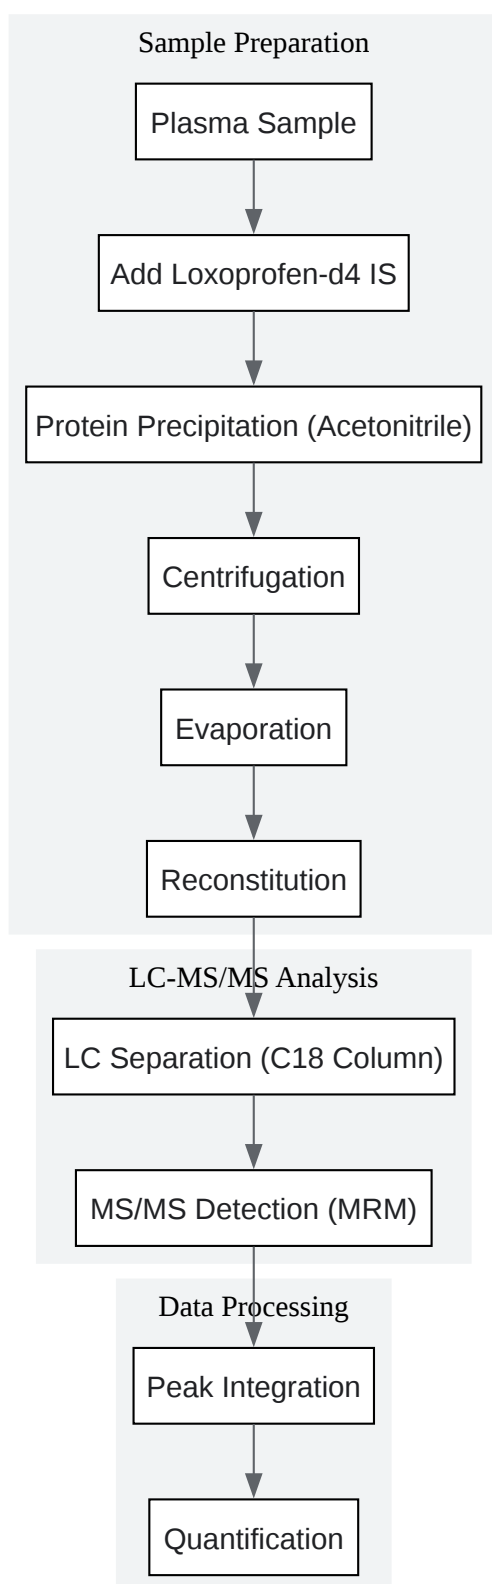 Sample Preparation
Plasma Sample
Add Loxoprofen-d4 IS
Protein Precipitation (Acetonitrile)
Centrifugation
Evaporation
Reconstitution
LC-MS/MS Analysis
LC Separation (C18 Column)
MS/MS Detection (MRM)
Data Processing
Peak Integration
Quantification